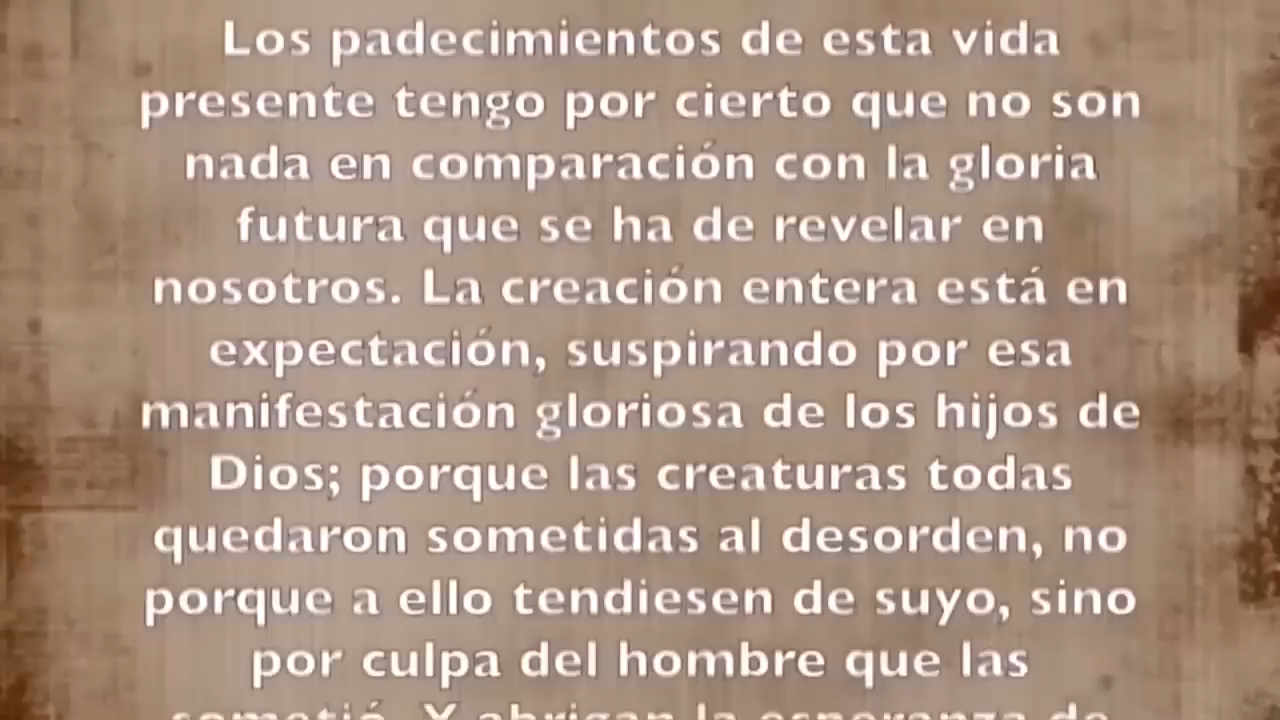 Los padecimientos de esta vida
presente tengo por cierto que no son
nada en comparación con la gloria
futura que se ha de revelar en
nosotros. La creación entera está en
expectación, suspirando por esa
manifestación gloriosa de los hijos de
Dios; porque las creaturas todas
quedaron sometidas al desorden, no
porque a ello tendiesen de suyo, sino
por culpa del hombre que las
sometió. Y abrigan la esperanza de